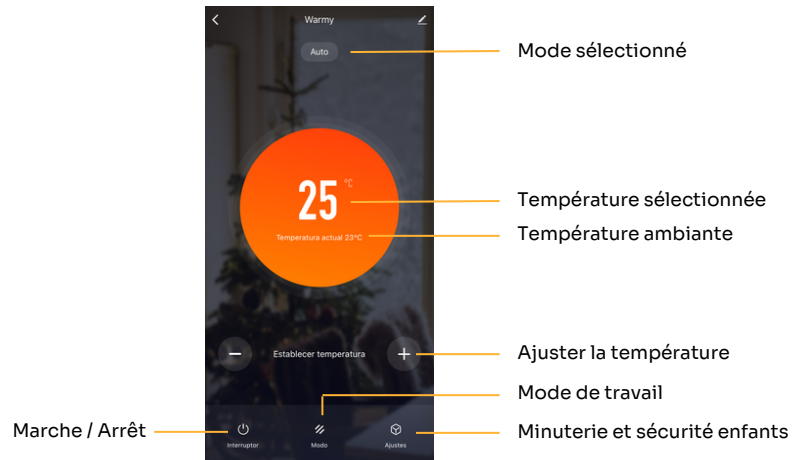 Warmy
Auto
Mode sélectionné
25 °C
Température sélectionnée
Temperatura actual 23°C
Température ambiante
Establecer temperatura
Ajuster la température
Mode de travail
Marche / Arrêt
Interruptor
Modo
Ajustes
Minuterie et sécurité enfants